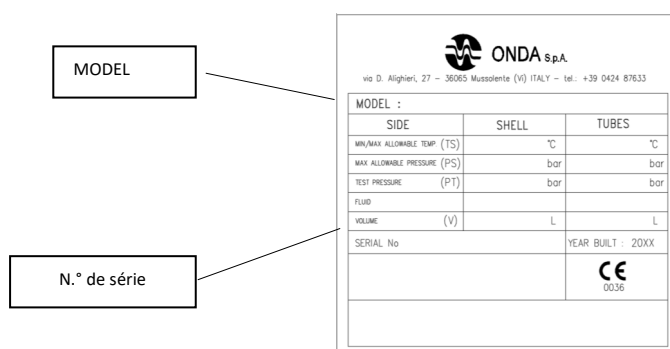 MODEL
N.° de série
ONDA S.p.A.
via D. Alighieri, 27 – 36065 Mussolente (Vi) ITALY – tel.: +39 0424 87633
MODEL :
SIDE SHELL TUBES
MIN/MAX ALLOWABLE TEMP (TS) °C °C
MAX ALLOWABLE PRESSURE (PS) bar bar
TEST PRESSURE (PT) bar bar
FLUID
VOLUME (V) L L
SERIAL No YEAR BUILT : 20XX
CE
0036